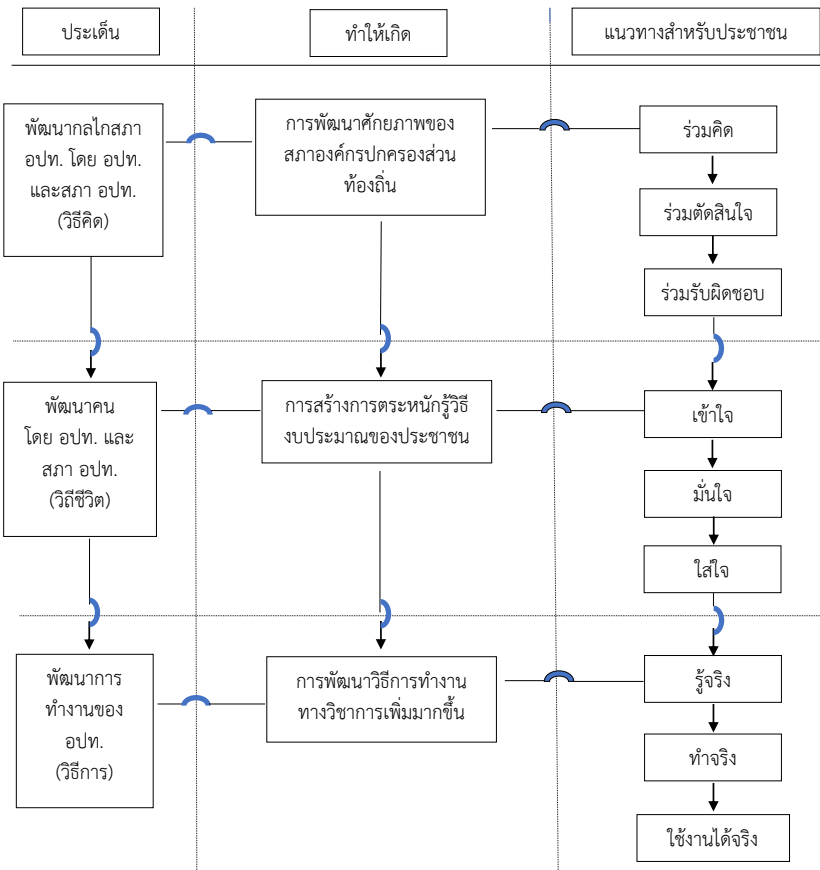 ประเด็น
ทำให้เกิด
แนวทางสำหรับประชาชน
พัฒนากลไกสภา
อปท. โดย อปท.
และสภา อปท.
(วิธีคิด)
การพัฒนาศักยภาพของ
สภาองค์กรปกครองส่วน
ท้องถิ่น
ร่วมคิด
ร่วมตัดสินใจ
ร่วมรับผิดชอบ
พัฒนาคน
โดย อปท. และ
สภา อปท.
(วิถีชีวิต)
การสร้างการตระหนักรู้วิธี
งบประมาณของประชาชน
เข้าใจ
มั่นใจ
ใส่ใจ
พัฒนาการ
ทำงานของ
อปท.
(วิธีการ)
การพัฒนาวิธีการทำงาน
ทางวิชาการเพิ่มมากขึ้น
รู้จริง
ทำจริง
ใช้งานได้จริง